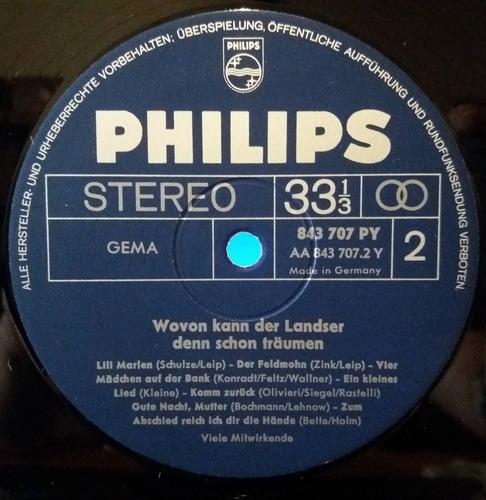 ALLE HERSTELLER- UND URHEBERRECHTE VORBEHALTEN; ÜBERSPIELUNG, ÖFFENTLICHE AUFFÜHRUNG UND RUNDFUNKSENDUNG VERBOTEN.
PHILIPS
PHILIPS
STEREO 33 1/3
GEMA
843 707 PY
AA 843 707.2 Y
Made in Germany
2
Wovon kann der Landser
denn schon träumen
Lili Marlen (Schulze/Leip) – Der Feldmohn (Zink/Leip) – Vier
Mädchen auf der Bank (Konradt/Feltz/Wallner) – Ein kleines
Lied (Kleine) – Komm zurück (Olivieri/Siegel/Rastelli)
Gute Nacht, Mutter (Bochmann/Lehnow) – Zum
Abschied reich ich dir die Hände (Bette/Holm)
Viele Mitwirkende